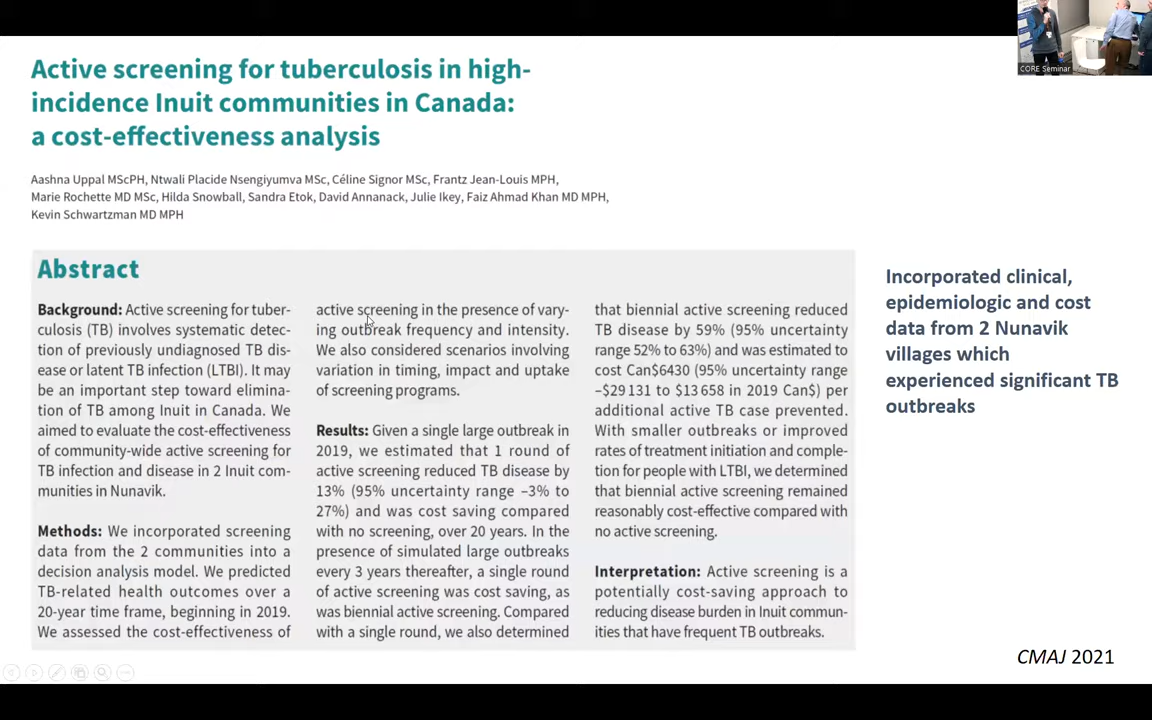 CORE Seminar
Active screening for tuberculosis in high-
incidence Inuit communities in Canada:
a cost-effectiveness analysis
Aashna Uppal MScPH, Ntwali Placide Nsengiyumva MSc, Céline Signor MSc, Frantz Jean-Louis MPH,
Marie Rochette MD MSc, Hilda Snowball, Sandra Etok, David Annanack, Julie Ikey, Faiz Ahmad Khan MD MPH,
Kevin Schwartzman MD MPH
Abstract
Background: Active screening for tuber-
culosis (TB) involves systematic detec-
tion of previously undiagnosed TB dis-
ease or latent TB infection (LTBI). It may
be an important step toward elimina-
tion of TB among Inuit in Canada. We
aimed to evaluate the cost-effectiveness
of community-wide active screening for
TB infection and disease in 2 Inuit com-
munities in Nunavik.
Methods: We incorporated screening
data from the 2 communities into a
decision analysis model. We predicted
TB-related health outcomes over a
20-year time frame, beginning in 2019.
We assessed the cost-effectiveness of
active screening in the presence of vary-
ing outbreak frequency and intensity.
We also considered scenarios involving
variation in timing, impact and uptake
of screening programs.
Results: Given a single large outbreak in
2019, we estimated that 1 round of
active screening reduced TB disease by
13% (95% uncertainty range –3% to
27%) and was cost saving compared
with no screening, over 20 years. In the
presence of simulated large outbreaks
every 3 years thereafter, a single round
of active screening was cost saving, as
was biennial active screening. Compared
with a single round, we also determined
that biennial active screening reduced
TB disease by 59% (95% uncertainty
range 52% to 63%) and was estimated to
cost Can$6430 (95% uncertainty range
–$29 131 to $13 658 in 2019 Can$) per
additional active TB case prevented.
With smaller outbreaks or improved
rates of treatment initiation and comple-
tion for people with LTBI, we determined
that biennial active screening remained
reasonably cost-effective compared with
no active screening.
Interpretation: Active screening is a
potentially cost-saving approach to
reducing disease burden in Inuit commun-
ities that have frequent TB outbreaks.
Incorporated clinical,
epidemiologic and cost
data from 2 Nunavik
villages which
experienced significant TB
outbreaks
CMAJ 2021